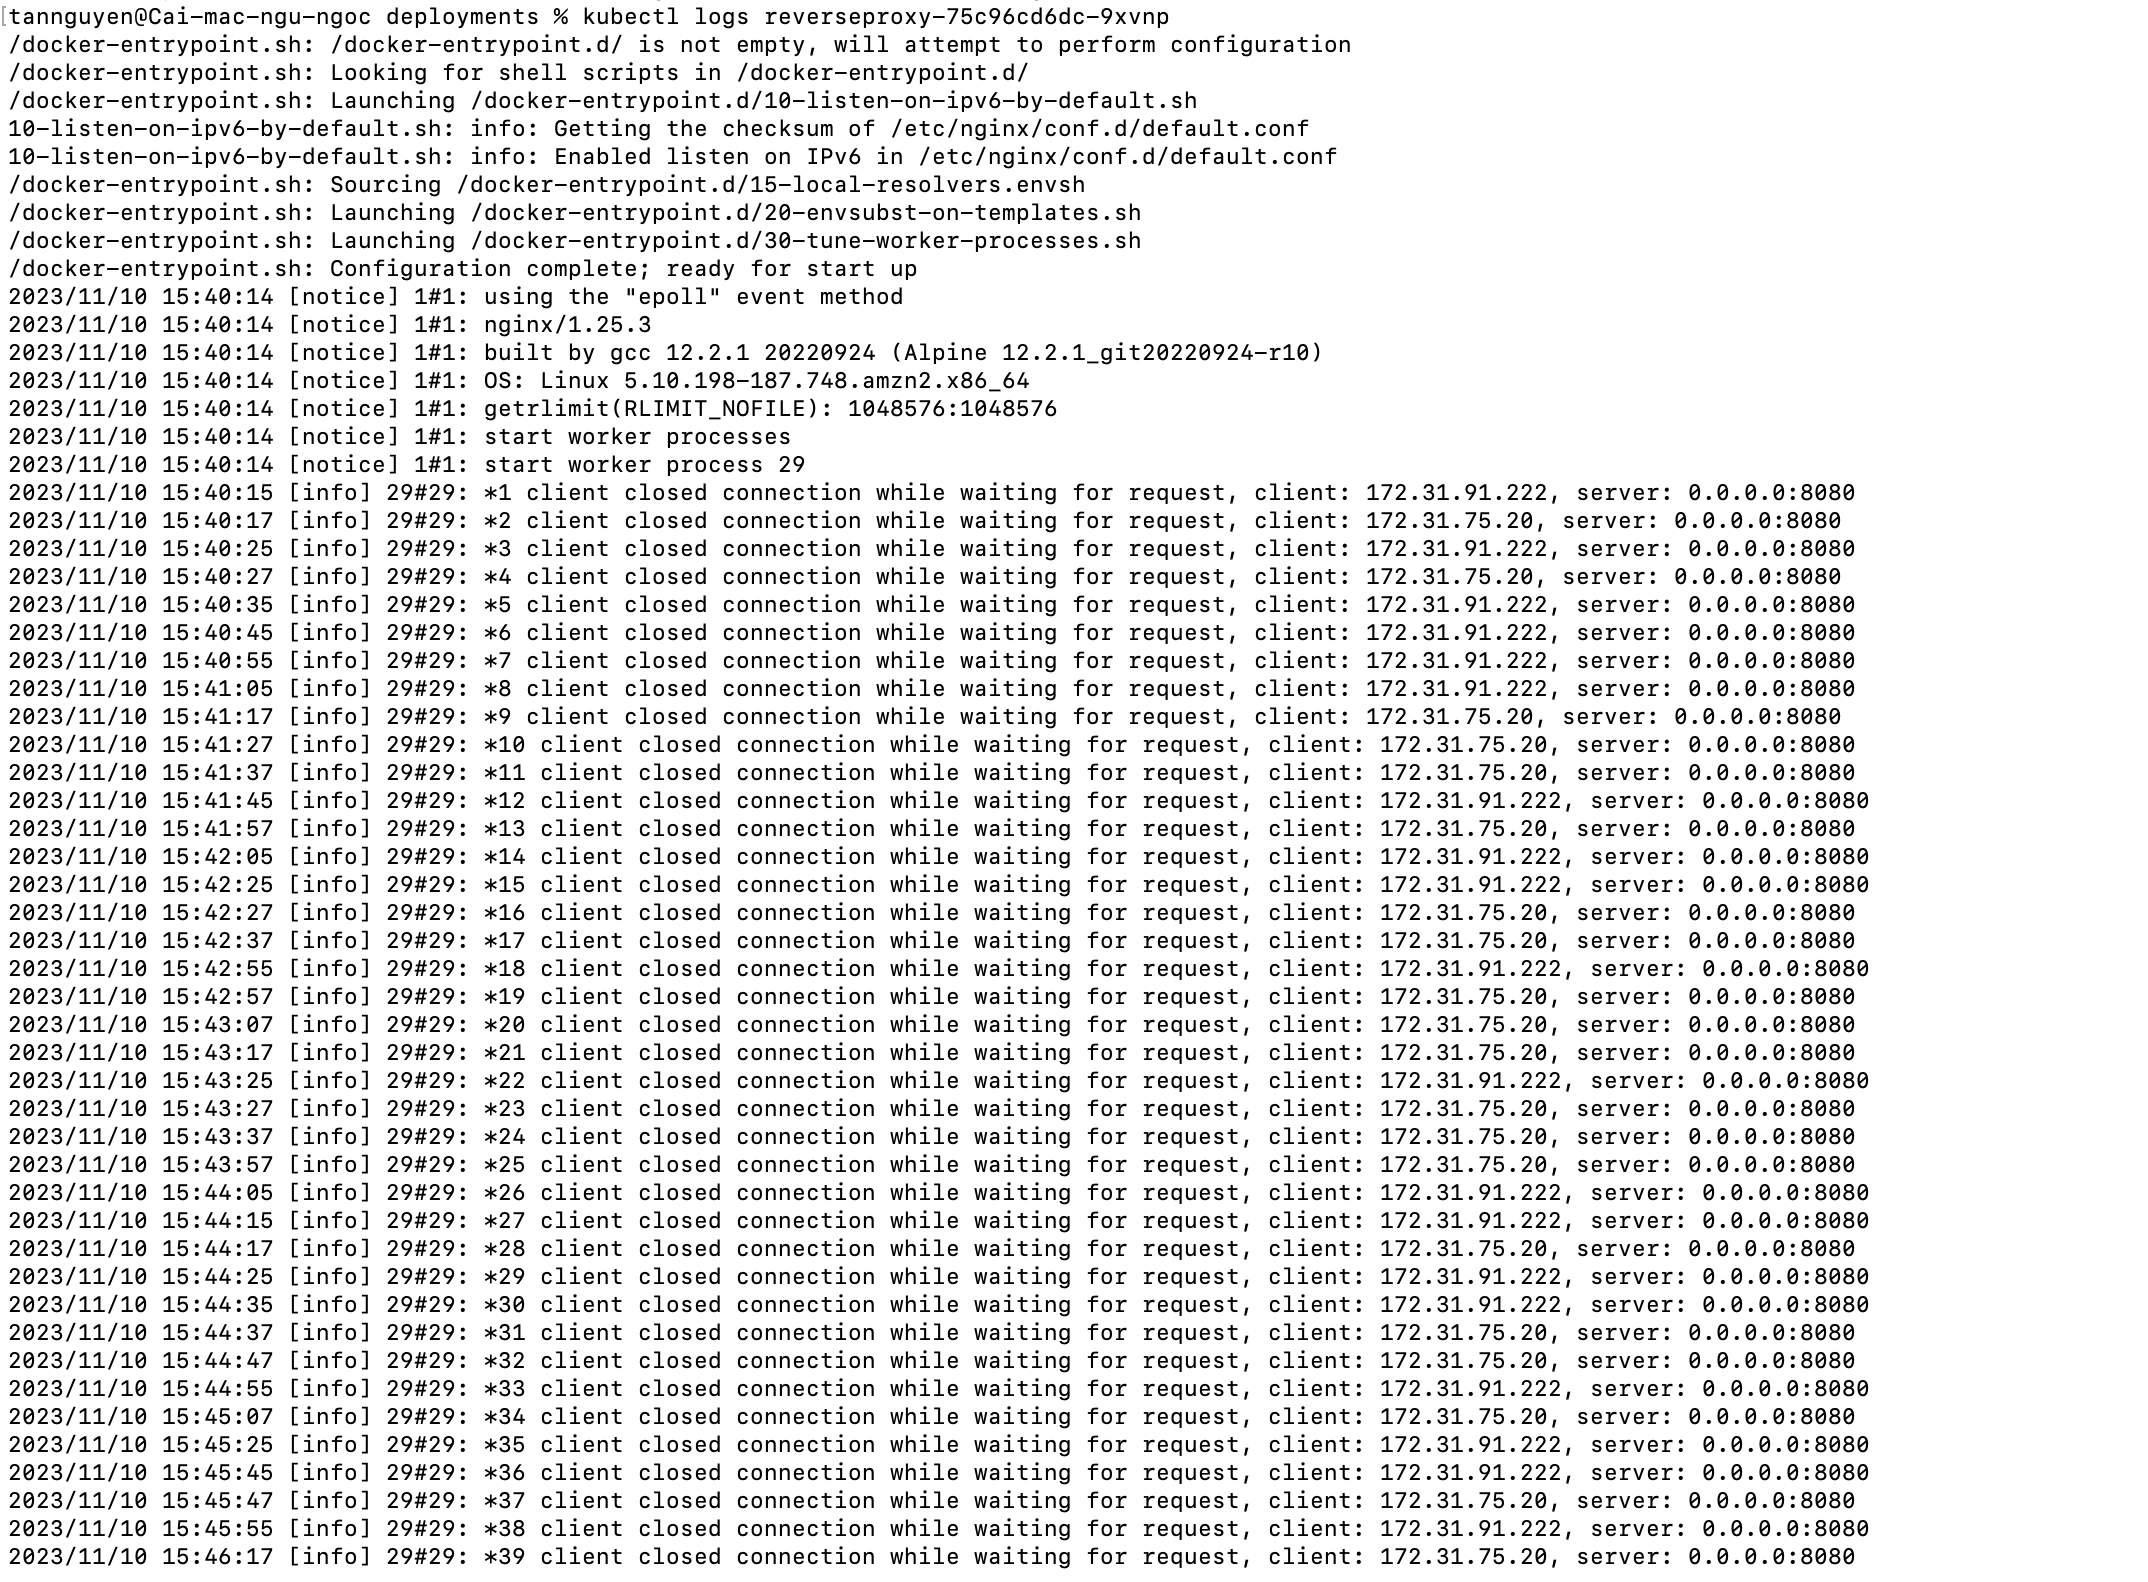 [tannguyen@Cai-mac-ngu-ngoc deployments % kubectl logs reverseproxy-75c96cd6dc-9xvnp
/docker-entrypoint.sh: /docker-entrypoint.d/ is not empty, will attempt to perform configuration
/docker-entrypoint.sh: Looking for shell scripts in /docker-entrypoint.d/
/docker-entrypoint.sh: Launching /docker-entrypoint.d/10-listen-on-ipv6-by-default.sh
10-listen-on-ipv6-by-default.sh: info: Getting the checksum of /etc/nginx/conf.d/default.conf
10-listen-on-ipv6-by-default.sh: info: Enabled listen on IPv6 in /etc/nginx/conf.d/default.conf
/docker-entrypoint.sh: Sourcing /docker-entrypoint.d/15-local-resolvers.envsh
/docker-entrypoint.sh: Launching /docker-entrypoint.d/20-envsubst-on-templates.sh
/docker-entrypoint.sh: Launching /docker-entrypoint.d/30-tune-worker-processes.sh
/docker-entrypoint.sh: Configuration complete; ready for start up
2023/11/10 15:40:14 [notice] 1#1: using the "epoll" event method
2023/11/10 15:40:14 [notice] 1#1: nginx/1.25.3
2023/11/10 15:40:14 [notice] 1#1: built by gcc 12.2.1 20220924 (Alpine 12.2.1_git20220924-r10)
2023/11/10 15:40:14 [notice] 1#1: OS: Linux 5.10.198-187.748.amzn2.x86_64
2023/11/10 15:40:14 [notice] 1#1: getrlimit(RLIMIT_NOFILE): 1048576:1048576
2023/11/10 15:40:14 [notice] 1#1: start worker processes
2023/11/10 15:40:14 [notice] 1#1: start worker process 29
2023/11/10 15:40:15 [info] 29#29: *1 client closed connection while waiting for request, client: 172.31.91.222, server: 0.0.0.0:8080
2023/11/10 15:40:17 [info] 29#29: *2 client closed connection while waiting for request, client: 172.31.75.20, server: 0.0.0.0:8080
2023/11/10 15:40:25 [info] 29#29: *3 client closed connection while waiting for request, client: 172.31.91.222, server: 0.0.0.0:8080
2023/11/10 15:40:27 [info] 29#29: *4 client closed connection while waiting for request, client: 172.31.75.20, server: 0.0.0.0:8080
2023/11/10 15:40:35 [info] 29#29: *5 client closed connection while waiting for request, client: 172.31.91.222, server: 0.0.0.0:8080
2023/11/10 15:40:45 [info] 29#29: *6 client closed connection while waiting for request, client: 172.31.91.222, server: 0.0.0.0:8080
2023/11/10 15:40:55 [info] 29#29: *7 client closed connection while waiting for request, client: 172.31.91.222, server: 0.0.0.0:8080
2023/11/10 15:41:05 [info] 29#29: *8 client closed connection while waiting for request, client: 172.31.91.222, server: 0.0.0.0:8080
2023/11/10 15:41:17 [info] 29#29: *9 client closed connection while waiting for request, client: 172.31.75.20, server: 0.0.0.0:8080
2023/11/10 15:41:27 [info] 29#29: *10 client closed connection while waiting for request, client: 172.31.75.20, server: 0.0.0.0:8080
2023/11/10 15:41:37 [info] 29#29: *11 client closed connection while waiting for request, client: 172.31.75.20, server: 0.0.0.0:8080
2023/11/10 15:41:45 [info] 29#29: *12 client closed connection while waiting for request, client: 172.31.91.222, server: 0.0.0.0:8080
2023/11/10 15:41:57 [info] 29#29: *13 client closed connection while waiting for request, client: 172.31.75.20, server: 0.0.0.0:8080
2023/11/10 15:42:05 [info] 29#29: *14 client closed connection while waiting for request, client: 172.31.91.222, server: 0.0.0.0:8080
2023/11/10 15:42:25 [info] 29#29: *15 client closed connection while waiting for request, client: 172.31.91.222, server: 0.0.0.0:8080
2023/11/10 15:42:27 [info] 29#29: *16 client closed connection while waiting for request, client: 172.31.75.20, server: 0.0.0.0:8080
2023/11/10 15:42:37 [info] 29#29: *17 client closed connection while waiting for request, client: 172.31.75.20, server: 0.0.0.0:8080
2023/11/10 15:42:55 [info] 29#29: *18 client closed connection while waiting for request, client: 172.31.91.222, server: 0.0.0.0:8080
2023/11/10 15:42:57 [info] 29#29: *19 client closed connection while waiting for request, client: 172.31.75.20, server: 0.0.0.0:8080
2023/11/10 15:43:07 [info] 29#29: *20 client closed connection while waiting for request, client: 172.31.75.20, server: 0.0.0.0:8080
2023/11/10 15:43:17 [info] 29#29: *21 client closed connection while waiting for request, client: 172.31.75.20, server: 0.0.0.0:8080
2023/11/10 15:43:25 [info] 29#29: *22 client closed connection while waiting for request, client: 172.31.91.222, server: 0.0.0.0:8080
2023/11/10 15:43:27 [info] 29#29: *23 client closed connection while waiting for request, client: 172.31.75.20, server: 0.0.0.0:8080
2023/11/10 15:43:37 [info] 29#29: *24 client closed connection while waiting for request, client: 172.31.75.20, server: 0.0.0.0:8080
2023/11/10 15:43:57 [info] 29#29: *25 client closed connection while waiting for request, client: 172.31.75.20, server: 0.0.0.0:8080
2023/11/10 15:44:05 [info] 29#29: *26 client closed connection while waiting for request, client: 172.31.91.222, server: 0.0.0.0:8080
2023/11/10 15:44:15 [info] 29#29: *27 client closed connection while waiting for request, client: 172.31.91.222, server: 0.0.0.0:8080
2023/11/10 15:44:17 [info] 29#29: *28 client closed connection while waiting for request, client: 172.31.75.20, server: 0.0.0.0:8080
2023/11/10 15:44:25 [info] 29#29: *29 client closed connection while waiting for request, client: 172.31.91.222, server: 0.0.0.0:8080
2023/11/10 15:44:35 [info] 29#29: *30 client closed connection while waiting for request, client: 172.31.91.222, server: 0.0.0.0:8080
2023/11/10 15:44:37 [info] 29#29: *31 client closed connection while waiting for request, client: 172.31.75.20, server: 0.0.0.0:8080
2023/11/10 15:44:47 [info] 29#29: *32 client closed connection while waiting for request, client: 172.31.75.20, server: 0.0.0.0:8080
2023/11/10 15:44:55 [info] 29#29: *33 client closed connection while waiting for request, client: 172.31.91.222, server: 0.0.0.0:8080
2023/11/10 15:45:07 [info] 29#29: *34 client closed connection while waiting for request, client: 172.31.75.20, server: 0.0.0.0:8080
2023/11/10 15:45:25 [info] 29#29: *35 client closed connection while waiting for request, client: 172.31.91.222, server: 0.0.0.0:8080
2023/11/10 15:45:45 [info] 29#29: *36 client closed connection while waiting for request, client: 172.31.91.222, server: 0.0.0.0:8080
2023/11/10 15:45:47 [info] 29#29: *37 client closed connection while waiting for request, client: 172.31.75.20, server: 0.0.0.0:8080
2023/11/10 15:45:55 [info] 29#29: *38 client closed connection while waiting for request, client: 172.31.91.222, server: 0.0.0.0:8080
2023/11/10 15:46:17 [info] 29#29: *39 client closed connection while waiting for request, client: 172.31.75.20, server: 0.0.0.0:8080